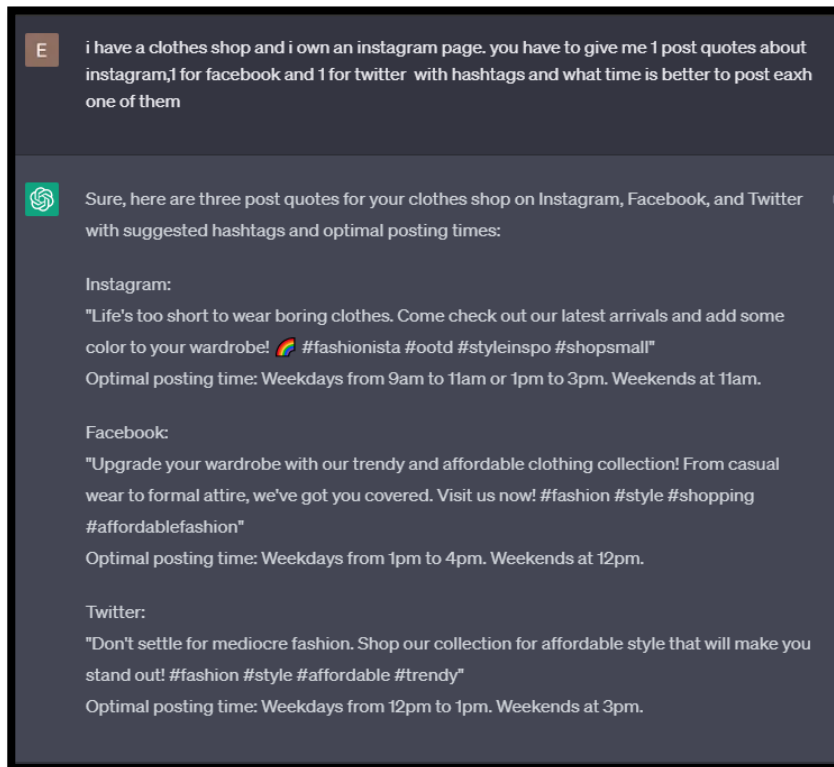 E
i have a clothes shop and i own an instagram page. you have to give me 1 post quotes about
instagram,1 for facebook and 1 for twitter with hashtags and what time is better to post eaxh
one of them
Sure, here are three post quotes for your clothes shop on Instagram, Facebook, and Twitter
with suggested hashtags and optimal posting times:
Instagram:
"Life's too short to wear boring clothes. Come check out our latest arrivals and add some
color to your wardrobe! 🌈 #fashionista #ootd #styleinspo #shopsmall"
Optimal posting time: Weekdays from 9am to 11am or 1pm to 3pm. Weekends at 11am.
Facebook:
"Upgrade your wardrobe with our trendy and affordable clothing collection! From casual
wear to formal attire, we've got you covered. Visit us now! #fashion #style #shopping
#affordablefashion"
Optimal posting time: Weekdays from 1pm to 4pm. Weekends at 12pm.
Twitter:
"Don't settle for mediocre fashion. Shop our collection for affordable style that will make you
stand out! #fashion #style #affordable #trendy"
Optimal posting time: Weekdays from 12pm to 1pm. Weekends at 3pm.